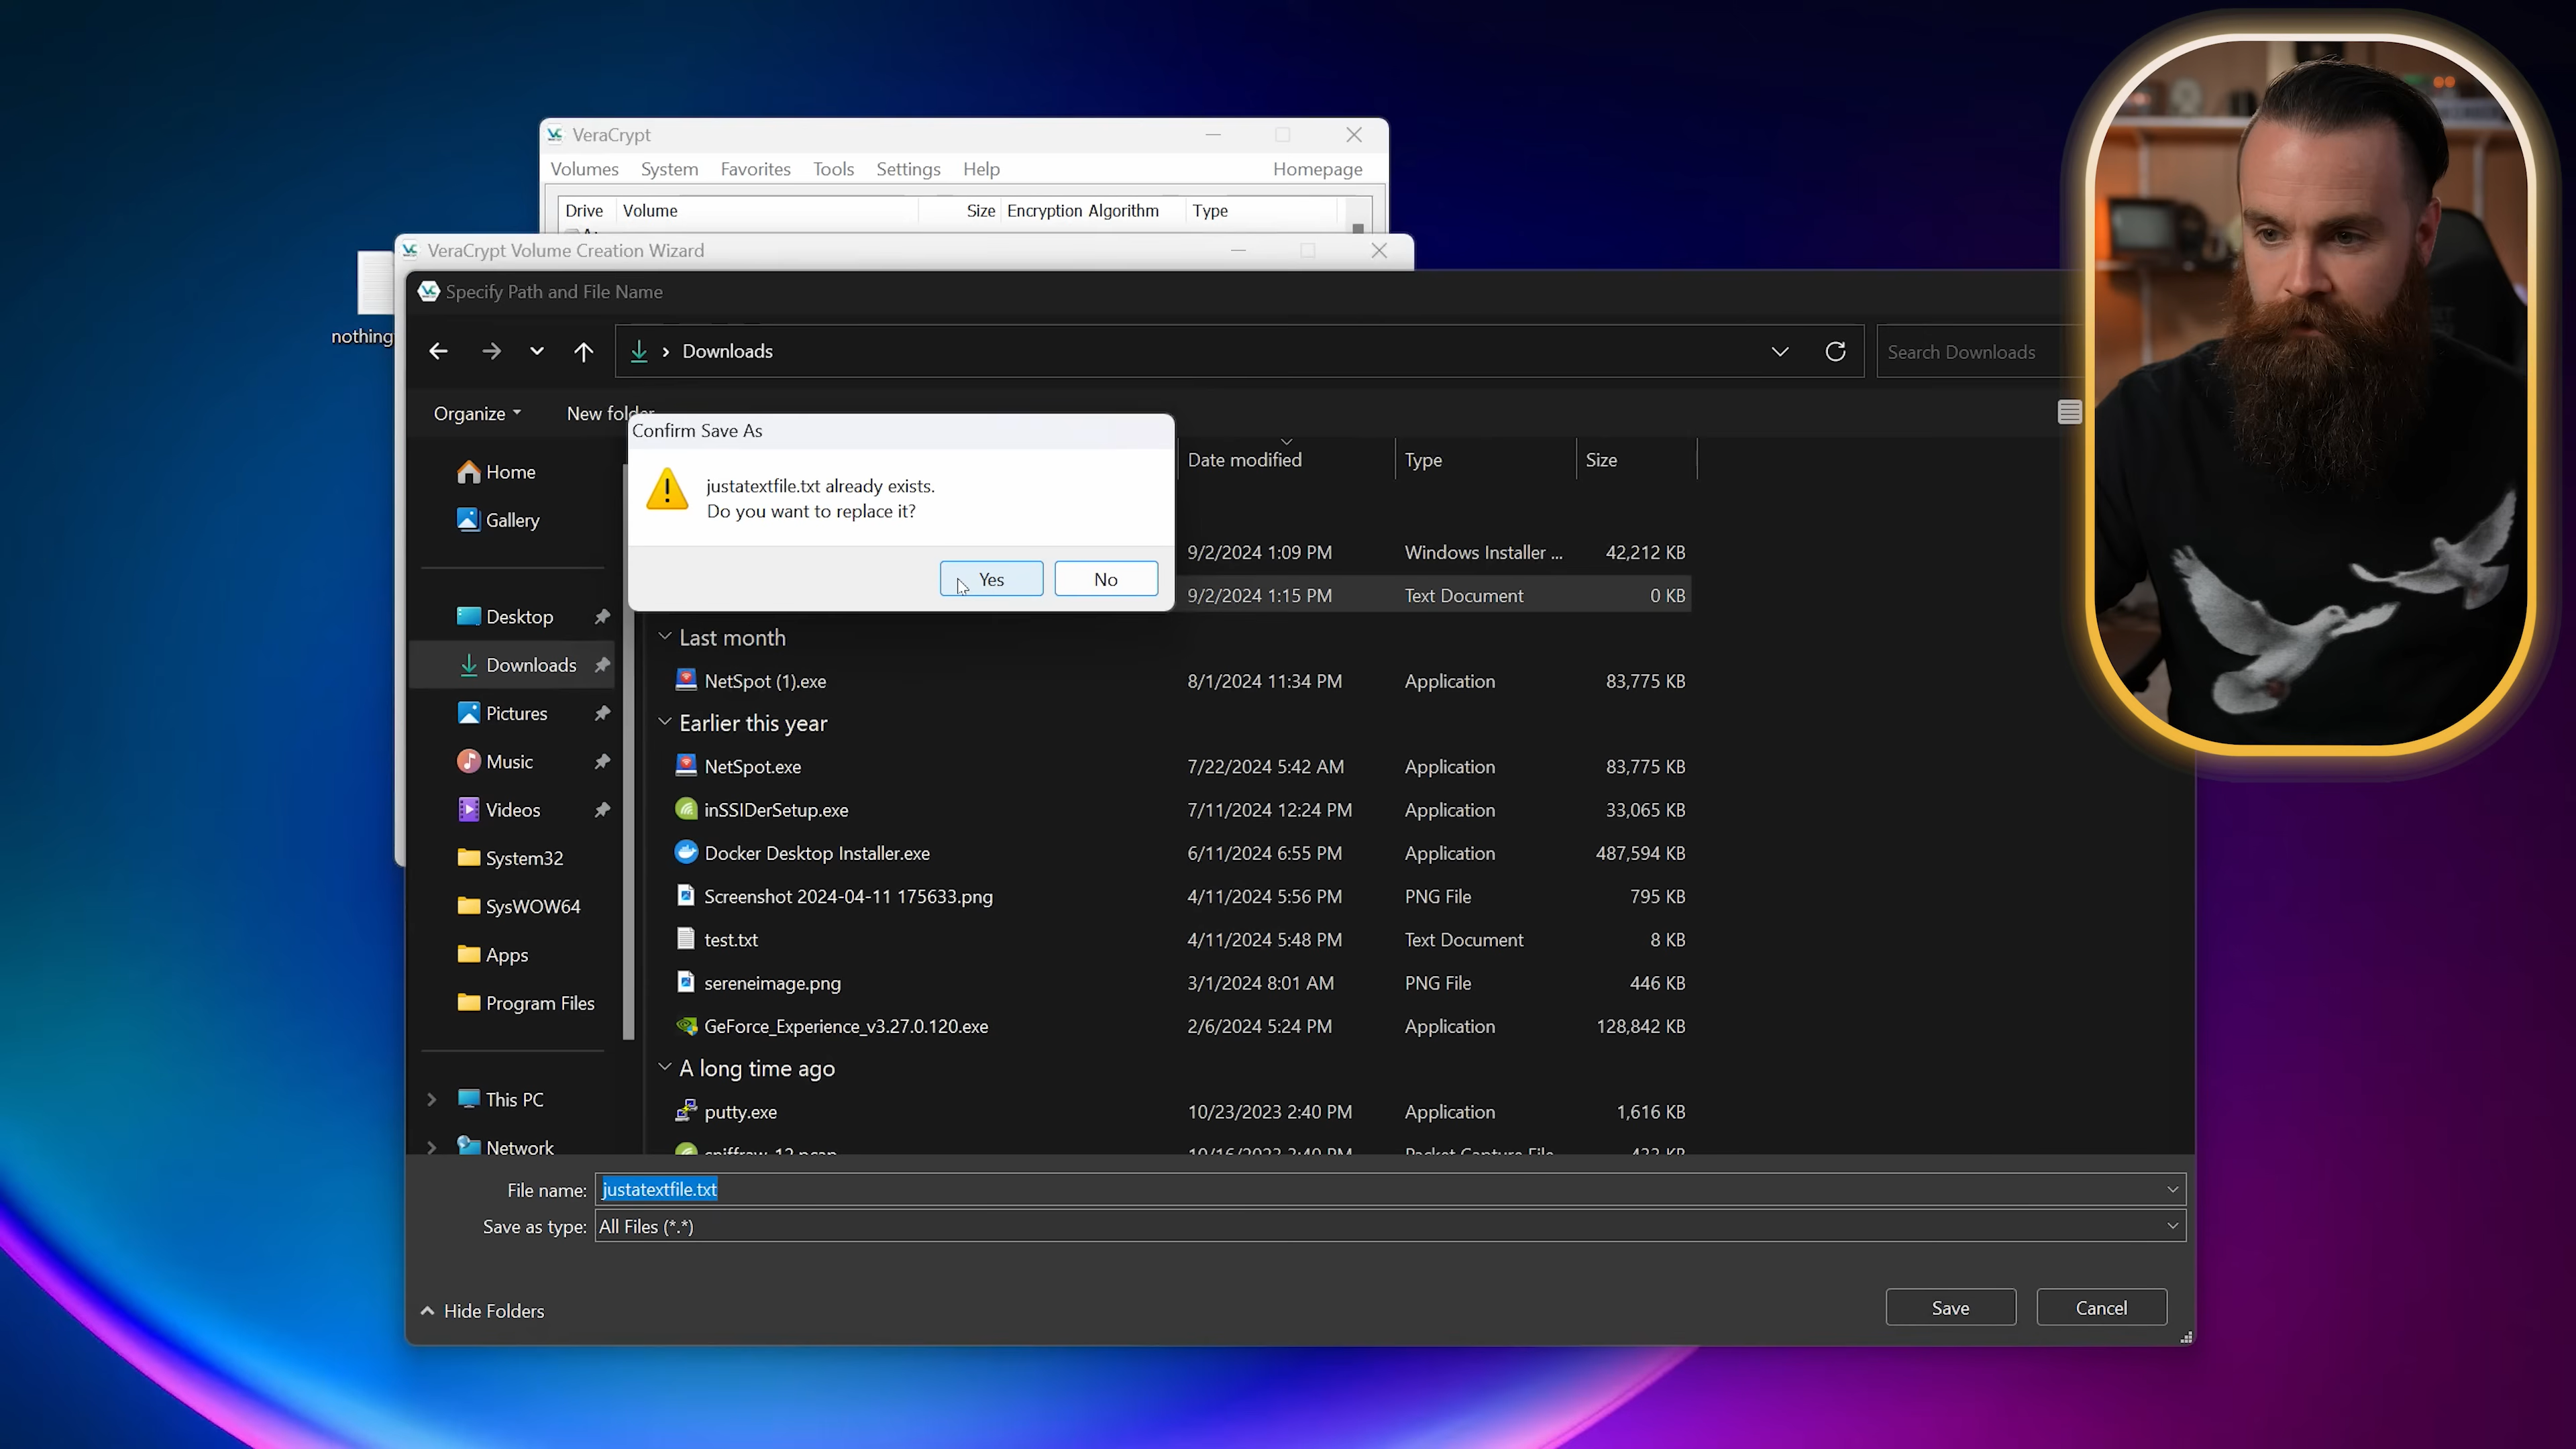 VeraCrypt
Volumes System Favorites Tools Settings Help Homepage
Drive Volume Size Encryption Algorithm Type
VeraCrypt Volume Creation Wizard
nothing
Specify Path and File Name
Downloads
Search Downloads
Organize
New folder
Confirm Save As
justatextfile.txt already exists.
Do you want to replace it?
Yes No
Date modified Type Size
9/2/2024 1:09 PM Windows Installer ... 42,212 KB
9/2/2024 1:15 PM Text Document 0 KB
Home
Gallery
Desktop
Downloads
Pictures
Music
Videos
System32
SysWOW64
Apps
Program Files
This PC
Network
Last month
NetSpot (1).exe 8/1/2024 11:34 PM Application 83,775 KB
Earlier this year
NetSpot.exe 7/22/2024 5:42 AM Application 83,775 KB
inSSIDerSetup.exe 7/11/2024 12:24 PM Application 33,065 KB
Docker Desktop Installer.exe 6/11/2024 6:55 PM Application 487,594 KB
Screenshot 2024-04-11 175633.png 4/11/2024 5:56 PM PNG File 795 KB
test.txt 4/11/2024 5:48 PM Text Document 8 KB
sereneimage.png 3/1/2024 8:01 AM PNG File 446 KB
GeForce_Experience_v3.27.0.120.exe 2/6/2024 5:24 PM Application 128,842 KB
A long time ago
putty.exe 10/23/2023 2:40 PM Application 1,616 KB
File name: justatextfile.txt
Save as type: All Files (*.*)
Hide Folders
Save Cancel